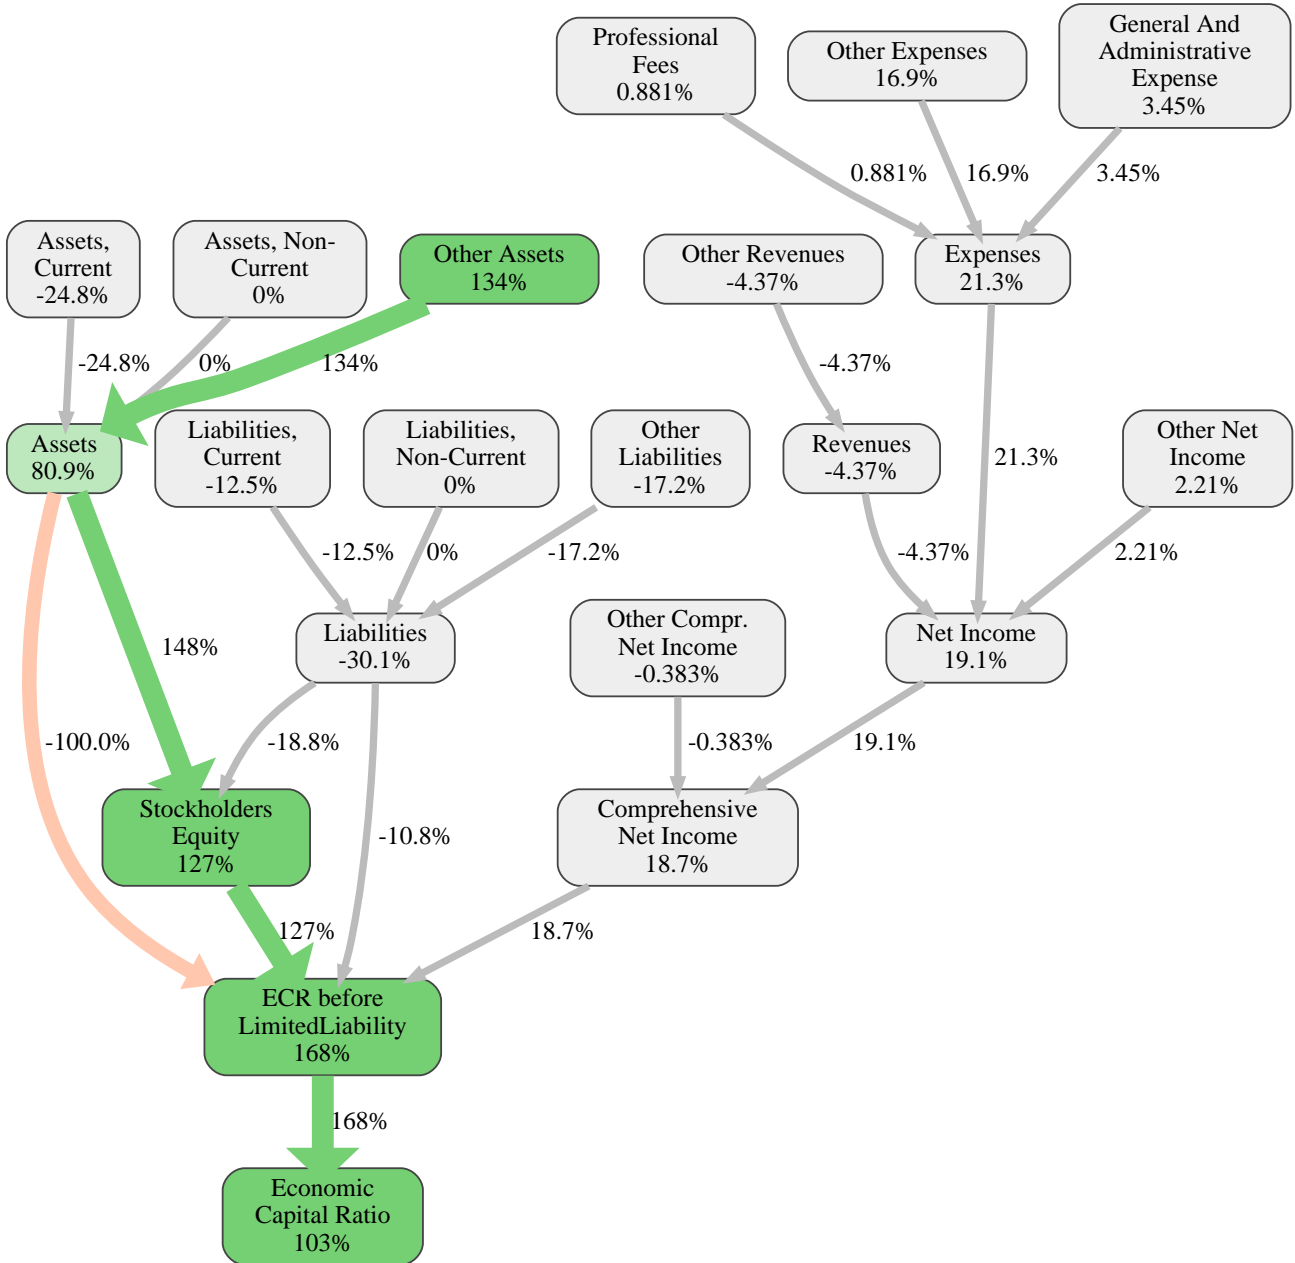 Professional
Fees
0.881%
Other Expenses
16.9%
General And
Administrative
Expense
3.45%
0.881%
16.9%
3.45%
Assets,
Current
-24.8%
Assets, Non-
Current
0%
Other Assets
134%
Other Revenues
-4.37%
Expenses
21.3%
-24.8%
0%
134%
-4.37%
21.3%
Assets
80.9%
Liabilities,
Current
-12.5%
Liabilities,
Non-Current
0%
Other
Liabilities
-17.2%
Revenues
-4.37%
Other Net
Income
2.21%
-12.5%
0%
-17.2%
-4.37%
2.21%
148%
Liabilities
-30.1%
Other Compr.
Net Income
-0.383%
Net Income
19.1%
-100.0%
-18.8%
-0.383%
19.1%
Stockholders
Equity
127%
-10.8%
Comprehensive
Net Income
18.7%
127%
18.7%
ECR before
LimitedLiability
168%
168%
Economic
Capital Ratio
103%